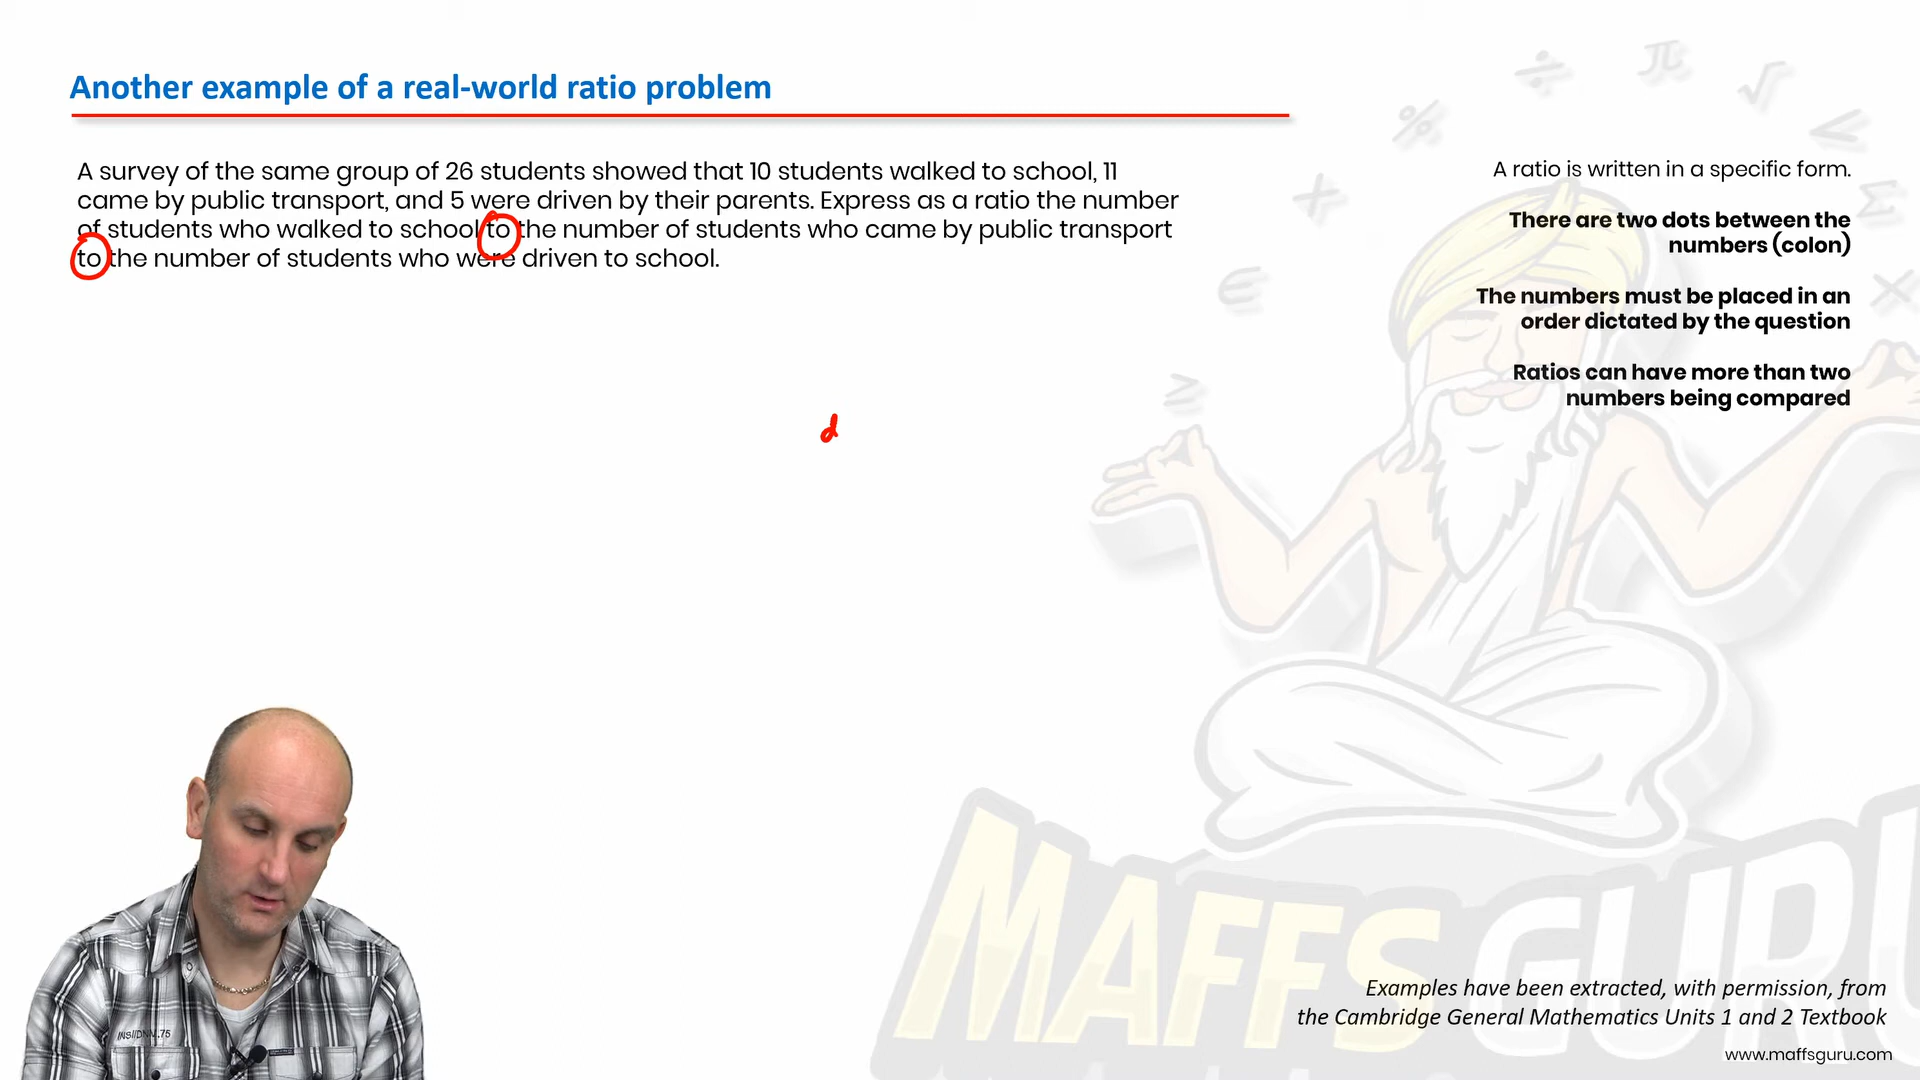 Another example of a real-world ratio problem
A survey of the same group of 26 students showed that 10 students walked to school, 11
came by public transport, and 5 were driven by their parents. Express as a ratio the number
of students who walked to school to the number of students who came by public transport
to the number of students who were driven to school.
A ratio is written in a specific form.
There are two dots between the
numbers (colon)
The numbers must be placed in an
order dictated by the question
Ratios can have more than two
numbers being compared
d
% ÷ π √ <
+ Σ
∈ ×
≥
MAFFSGURU
Examples have been extracted, with permission, from
the Cambridge General Mathematics Units 1 and 2 Textbook
www.maffsguru.com